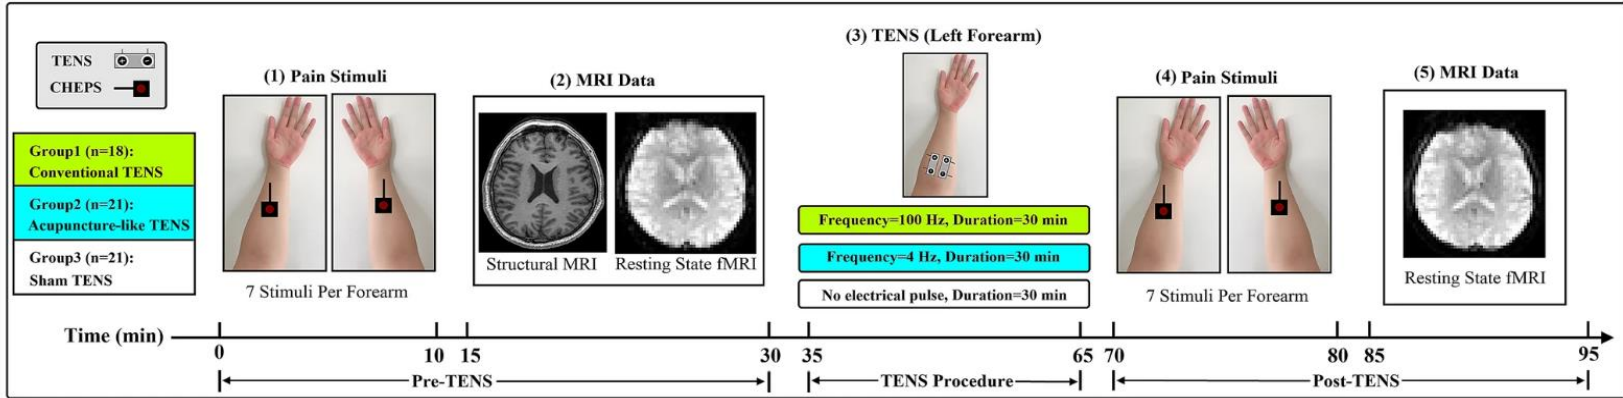 TENS
CHEPS
Group1 (n=18):
Conventional TENS
Group2 (n=21):
Acupuncture-like TENS
Group3 (n=21):
Sham TENS
(1) Pain Stimuli
7 Stimuli Per Forearm
(2) MRI Data
Structural MRI
Resting State fMRI
(3) TENS (Left Forearm)
Frequency=100 Hz, Duration=30 min
Frequency=4 Hz, Duration=30 min
No electrical pulse, Duration=30 min
(4) Pain Stimuli
7 Stimuli Per Forearm
(5) MRI Data
Resting State fMRI
Time (min)
0 10 15 30 35 65 70 80 85 95
Pre-TENS TENS Procedure Post-TENS